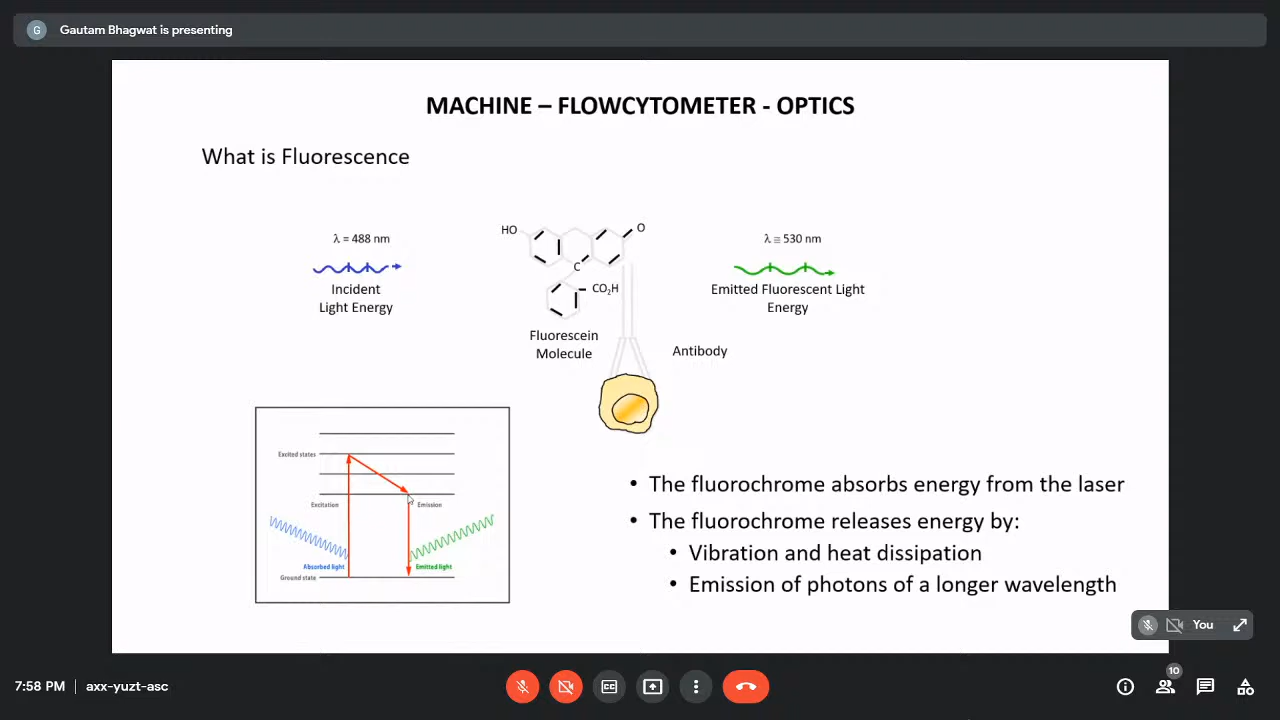 G Gautam Bhagwat is presenting
MACHINE – FLOWCYTOMETER - OPTICS
What is Fluorescence
λ = 488 nm
Incident
Light Energy
HO
O
C
CO₂H
Fluorescein
Molecule
Antibody
λ ≅ 530 nm
Emitted Fluorescent Light
Energy
Excited states
Excitation
Emission
Absorbed light
Emitted light
Ground state
• The fluorochrome absorbs energy from the laser
• The fluorochrome releases energy by:
• Vibration and heat dissipation
• Emission of photons of a longer wavelength
You
7:58 PM | axx-yuzt-asc
CC
10